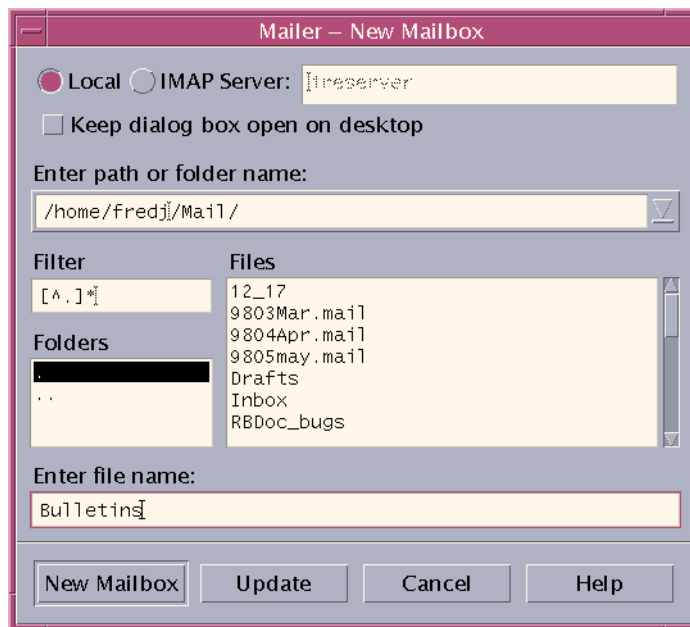 Mailer – New Mailbox
Local IMAP Server: imapserver
Keep dialog box open on desktop
Enter path or folder name:
/home/fredj/Mail/
Filter Files
[^.]*
12_17
9803Mar.mail
9804Apr.mail
9805may.mail
Drafts
Inbox
RBDoc_bugs
Folders
.
..
Enter file name:
Bulletins
New Mailbox Update Cancel Help